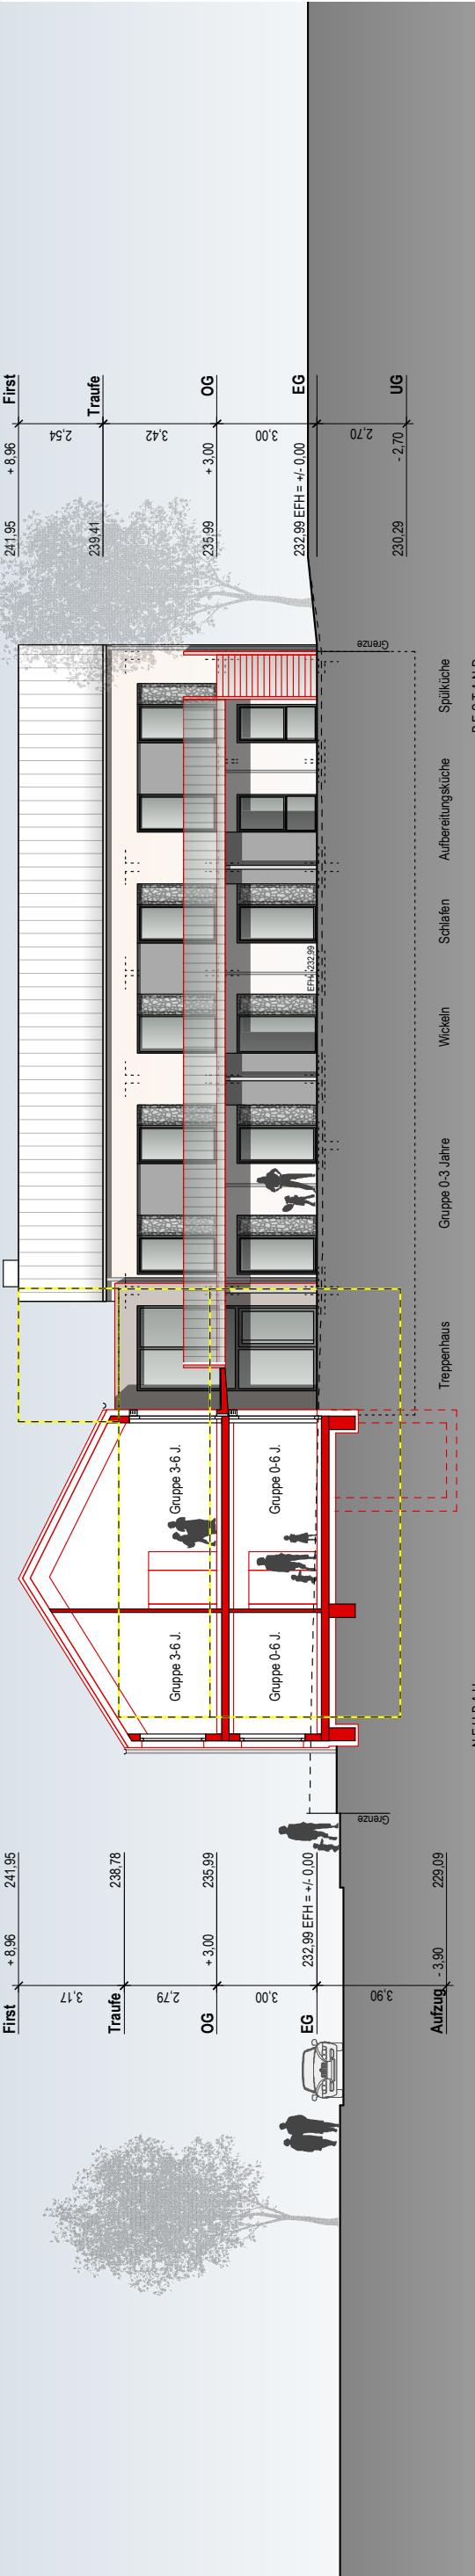 First +8,96 241,95
3,17
Traufe 238,78
2,79
OG +3,00 235,99
3,00
EG 232,99 EFH = +/- 0,00
3,90
Aufzug - 3,90 229,09
Grenze
Gruppe 3-6 J. Gruppe 3-6 J.
Gruppe 0-6 J. Gruppe 0-6 J.
EFH=232,99
Treppenhaus Gruppe 0-3 Jahre Wickeln Schlafen Aufbereitungsküche Spülküche
Grenze
241,95 + 8,96 First
2,54
239,41 Traufe
3,42
235,99 + 3,00 OG
3,00
232,99 EFH = +/- 0,00 EG
2,70
230,29 - 2,70 UG